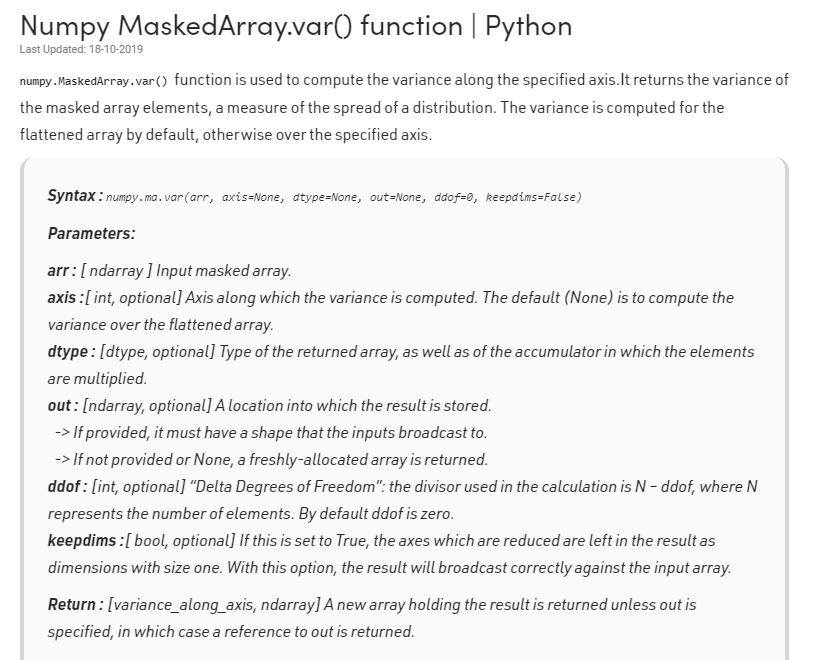 Numpy MaskedArray.var() function | Python
Last Updated: 18-10-2019
numpy.MaskedArray.var() function is used to compute the variance along the specified axis.It returns the variance of
the masked array elements, a measure of the spread of a distribution. The variance is computed for the
flattened array by default, otherwise over the specified axis.
Syntax : numpy.ma.var(arr, axis=None, dtype=None, out=None, ddof=0, keepdims=False)
Parameters:
arr : [ ndarray ] Input masked array.
axis :[ int, optional] Axis along which the variance is computed. The default (None) is to compute the
variance over the flattened array.
dtype : [dtype, optional] Type of the returned array, as well as of the accumulator in which the elements
are multiplied.
out : [ndarray, optional] A location into which the result is stored.
-> If provided, it must have a shape that the inputs broadcast to.
-> If not provided or None, a freshly-allocated array is returned.
ddof : [int, optional] “Delta Degrees of Freedom”: the divisor used in the calculation is N – ddof, where N
represents the number of elements. By default ddof is zero.
keepdims :[ bool, optional] If this is set to True, the axes which are reduced are left in the result as
dimensions with size one. With this option, the result will broadcast correctly against the input array.
Return : [variance_along_axis, ndarray] A new array holding the result is returned unless out is
specified, in which case a reference to out is returned.